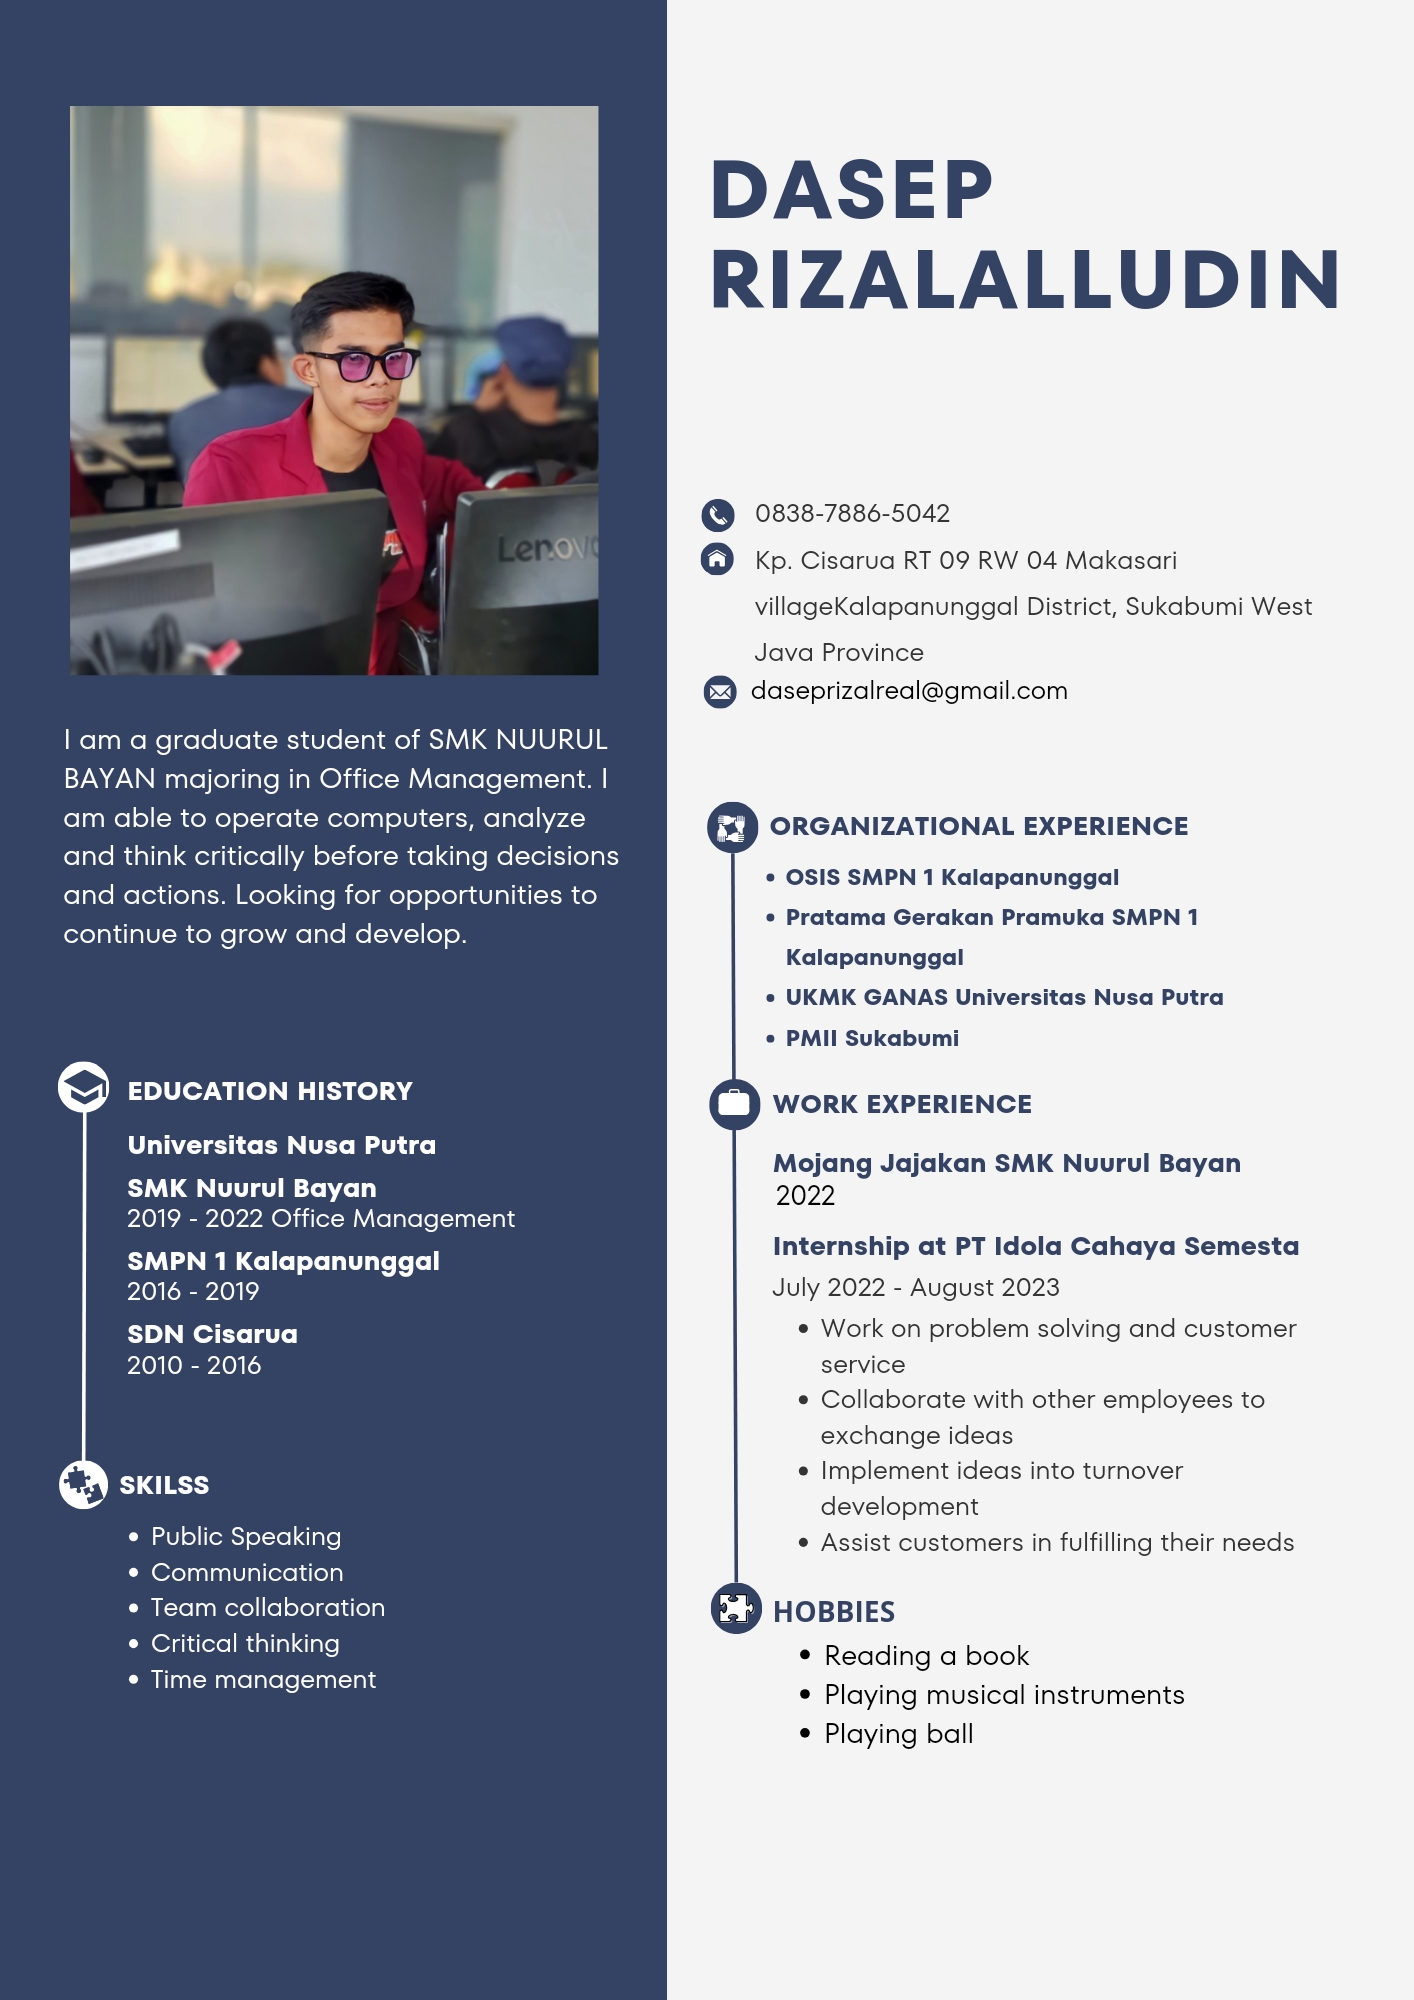 DASEP
RIZALALLUDIN
0838-7886-5042
Kp. Cisarua RT 09 RW 04 Makasari
villageKalapanunggal District, Sukabumi West
Java Province
daseprizalreal@gmail.com
Lenovo
I am a graduate student of SMK NUURUL
BAYAN majoring in Office Management. I
am able to operate computers, analyze
and think critically before taking decisions
and actions. Looking for opportunities to
continue to grow and develop.
EDUCATION HISTORY
Universitas Nusa Putra
SMK Nuurul Bayan
2019 - 2022 Office Management
SMPN 1 Kalapanunggal
2016 - 2019
SDN Cisarua
2010 - 2016
SKILSS
• Public Speaking
• Communication
• Team collaboration
• Critical thinking
• Time management
ORGANIZATIONAL EXPERIENCE
• OSIS SMPN 1 Kalapanunggal
• Pratama Gerakan Pramuka SMPN 1
Kalapanunggal
• UKMK GANAS Universitas Nusa Putra
• PMII Sukabumi
WORK EXPERIENCE
Mojang Jajakan SMK Nuurul Bayan
2022
Internship at PT Idola Cahaya Semesta
July 2022 - August 2023
• Work on problem solving and customer
service
• Collaborate with other employees to
exchange ideas
• Implement ideas into turnover
development
• Assist customers in fulfilling their needs
HOBBIES
• Reading a book
• Playing musical instruments
• Playing ball